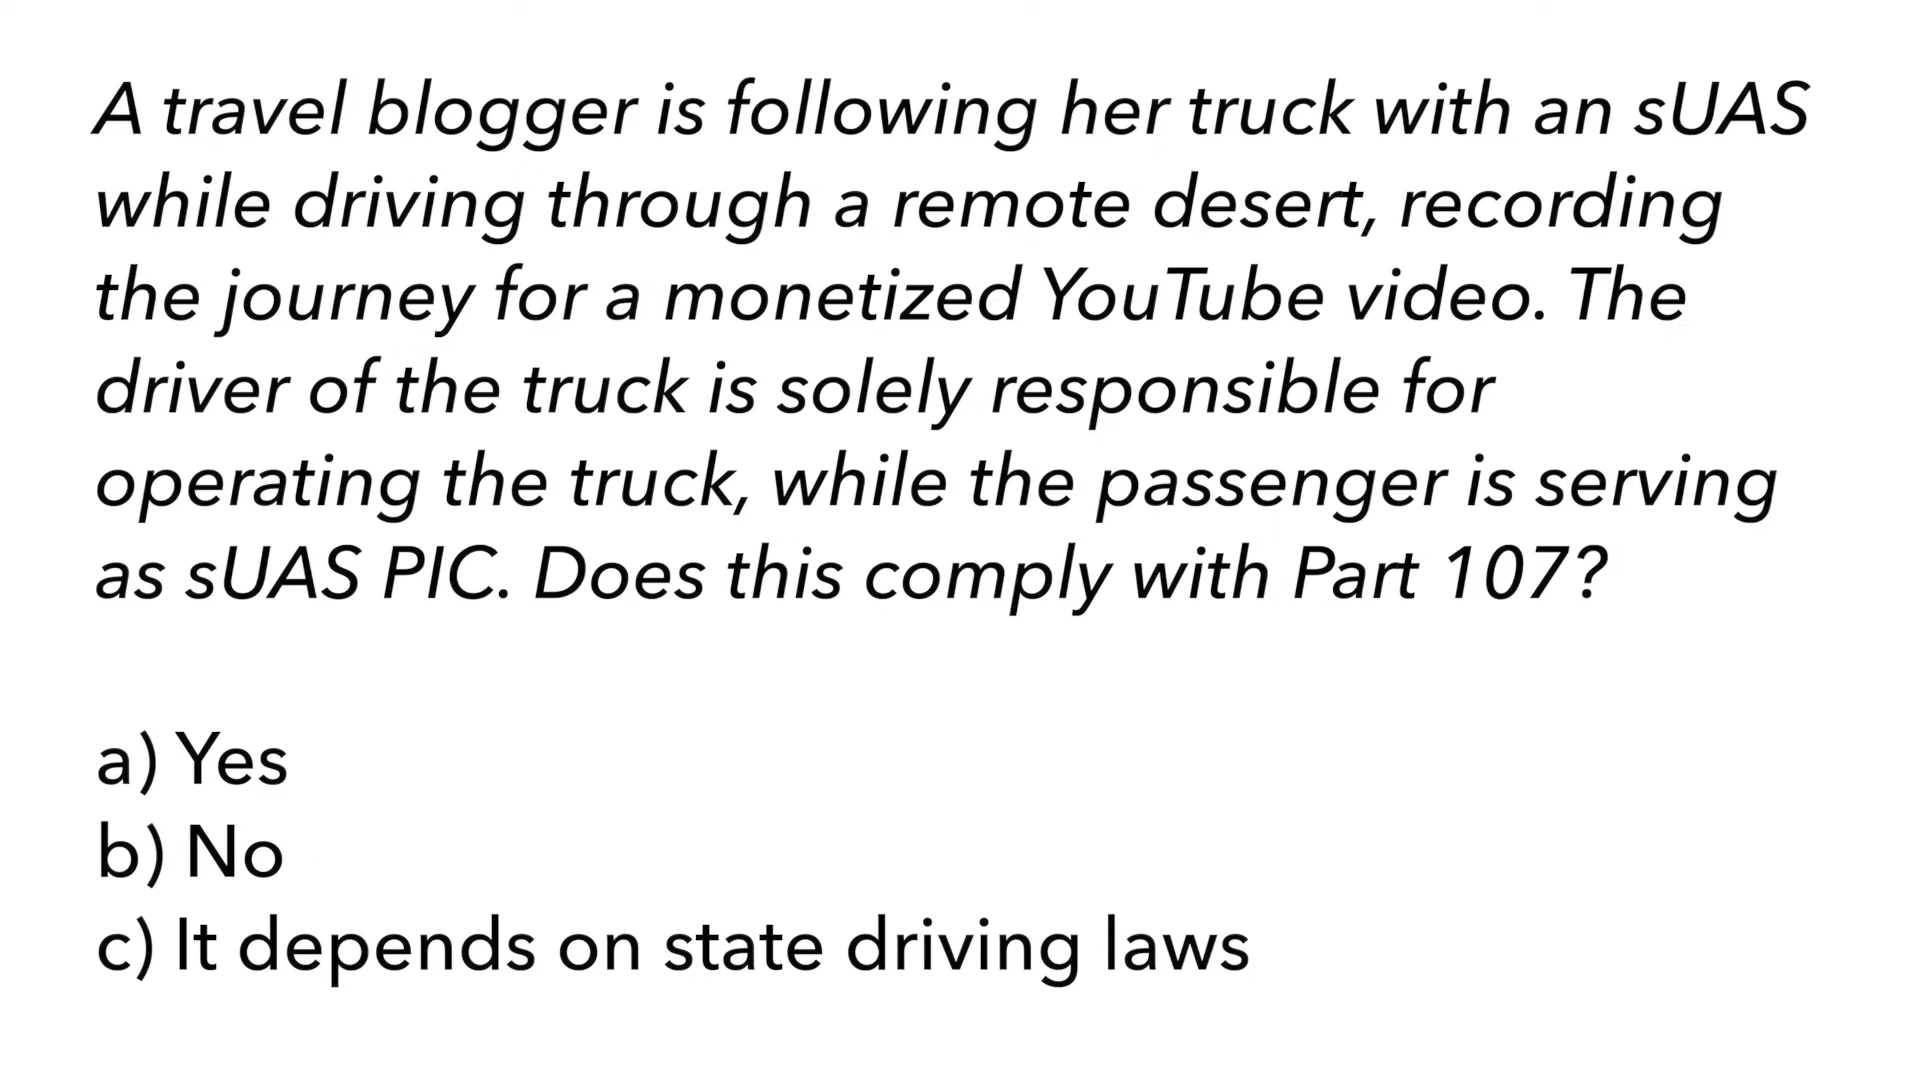 A travel blogger is following her truck with an sUAS
while driving through a remote desert, recording
the journey for a monetized YouTube video. The
driver of the truck is solely responsible for
operating the truck, while the passenger is serving
as sUAS PIC. Does this comply with Part 107?
a) Yes
b) No
c) It depends on state driving laws